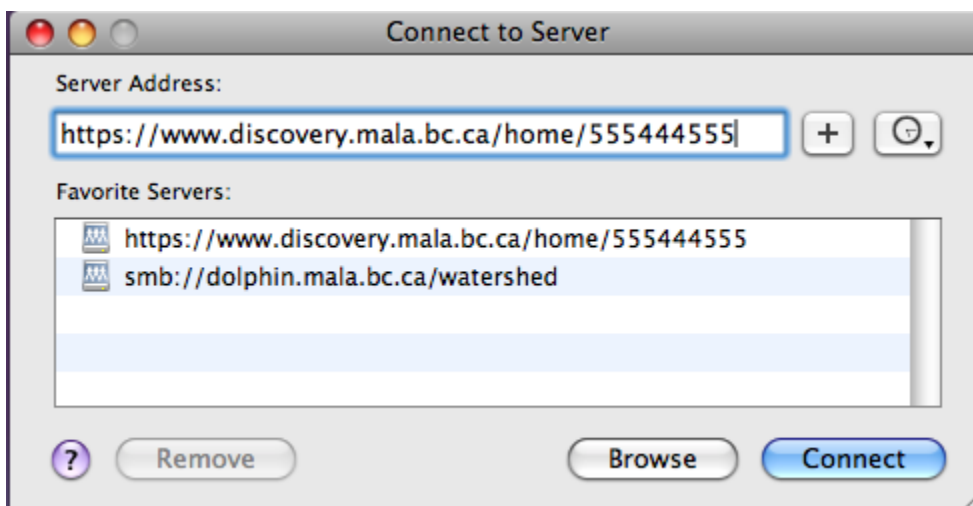 Connect to Server
Server Address:
https://www.discovery.mala.bc.ca/home/555444555
+
Favorite Servers:
https://www.discovery.mala.bc.ca/home/555444555
smb://dolphin.mala.bc.ca/watershed
? Remove Browse Connect